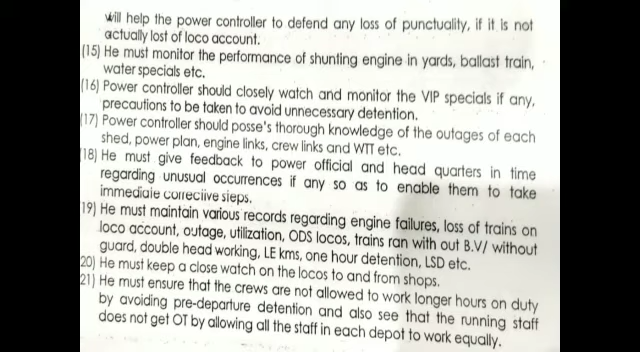 will help the power controller to defend any loss of punctuality, if it is not
actually lost of loco account.
(15) He must monitor the performance of shunting engine in yards, ballast train,
water specials etc.
(16) Power controller should closely watch and monitor the VIP specials if any,
precautions to be taken to avoid unnecessary detention.
(17) Power controller should posse's thorough knowledge of the outages of each
shed, power plan, engine links, crew links and WTT etc.
(18) He must give feedback to power official and head quarters in time
regarding unusual occurrences if any so as to enable them to take
immediate corrective steps.
19) He must maintain various records regarding engine failures, loss of trains on
loco account, outage, utilization, ODS locos, trains ran with out B.V/ without
guard, double head working, LE kms, one hour detention, LSD etc.
20) He must keep a close watch on the locos to and from shops.
21) He must ensure that the crews are not allowed to work longer hours on duty
by avoiding pre-departure detention and also see that the running staff
does not get OT by allowing all the staff in each depot to work equally.